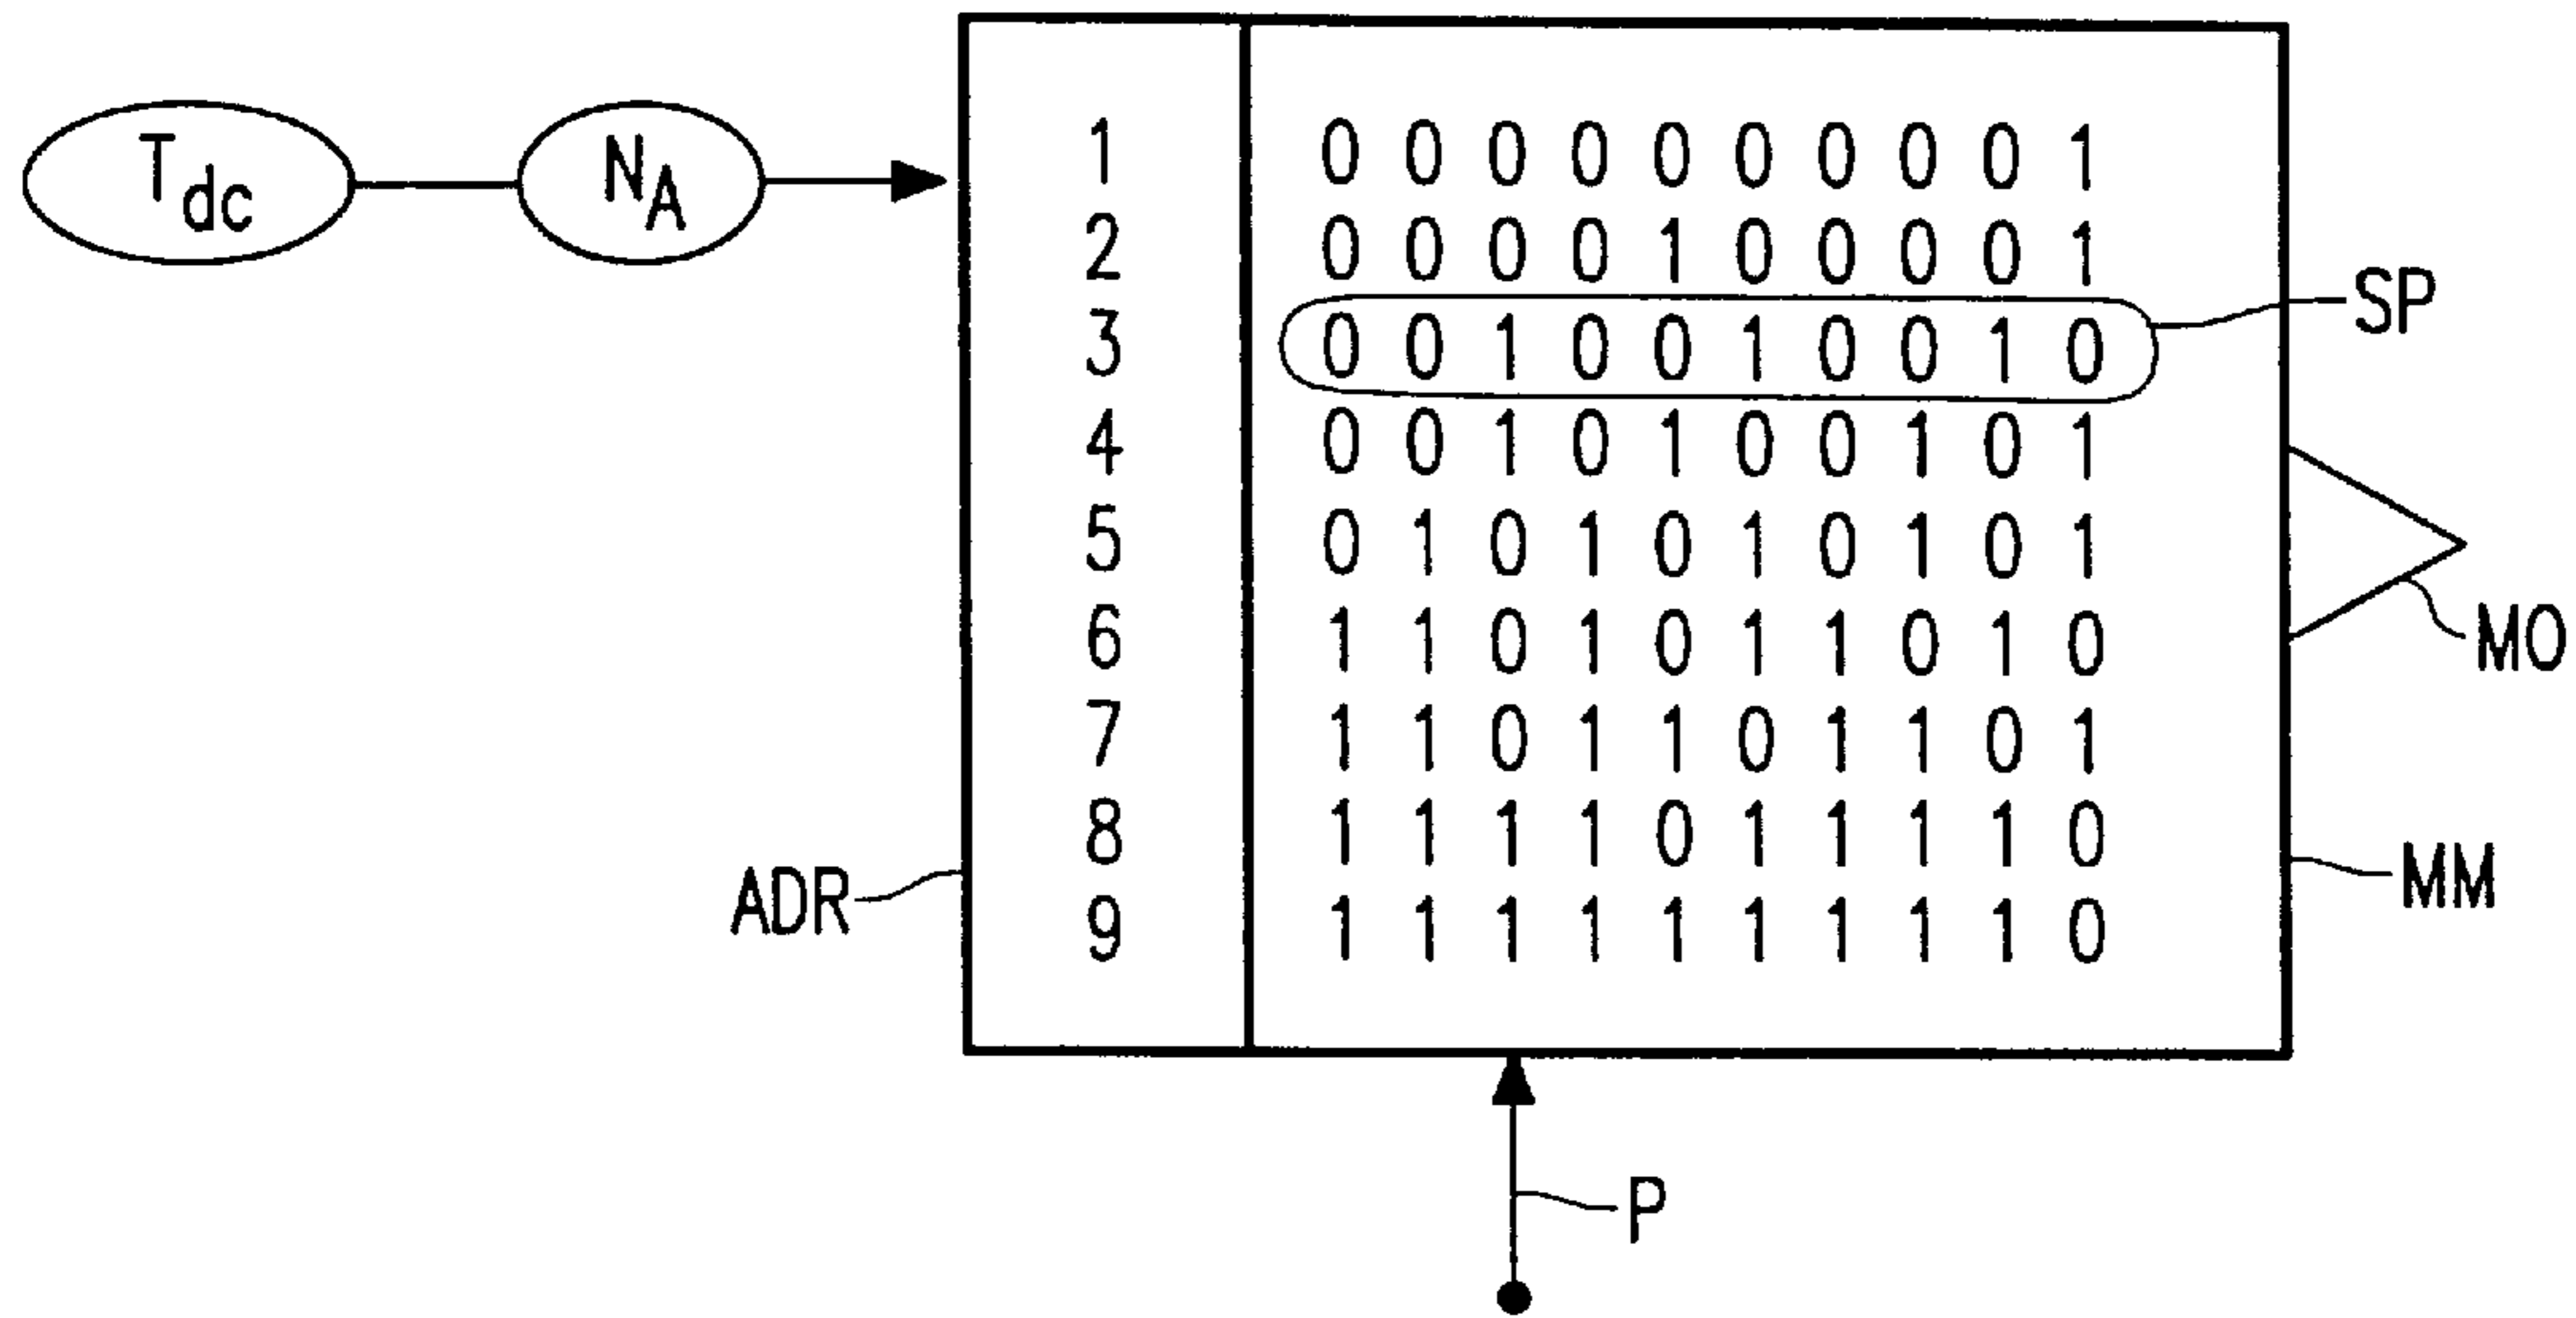 T_dc N_A
1 0 0 0 0 0 0 0 0 0 1
2 0 0 0 0 1 0 0 0 0 1
SP
3 0 0 1 0 0 1 0 0 1 0
4 0 0 1 0 1 0 0 1 0 1
5 0 1 0 1 0 1 0 1 0 1
6 1 1 0 1 0 1 1 0 1 0
MO
7 1 1 0 1 1 0 1 1 0 1
8 1 1 1 1 0 1 1 1 1 0
ADR
MM
9 1 1 1 1 1 1 1 1 1 0
P